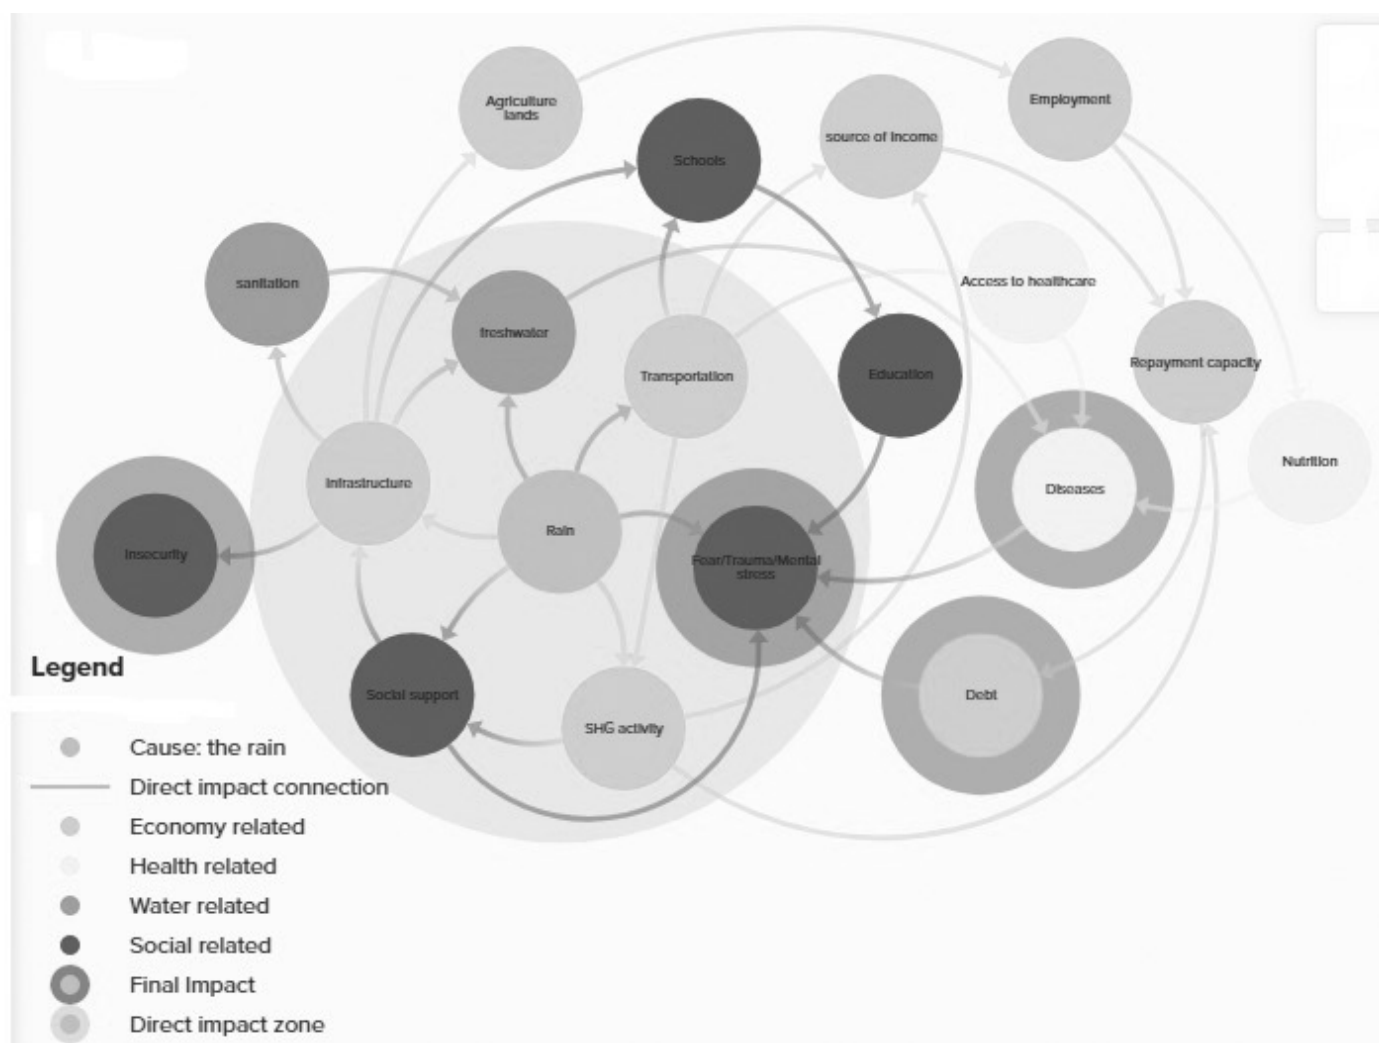 Agriculture
lands
Employment
source of income
Schools
Access to healthcare
sanitation
freshwater
Transportation
Education
Repayment capacity
Nutrition
Infrastructure
Diseases
Rain
Insecurity
Fear/Trauma/Mental
stress
Social support
SHG activity
Debt
Legend
Cause: the rain
Direct impact connection
Economy related
Health related
Water related
Social related
Final Impact
Direct impact zone